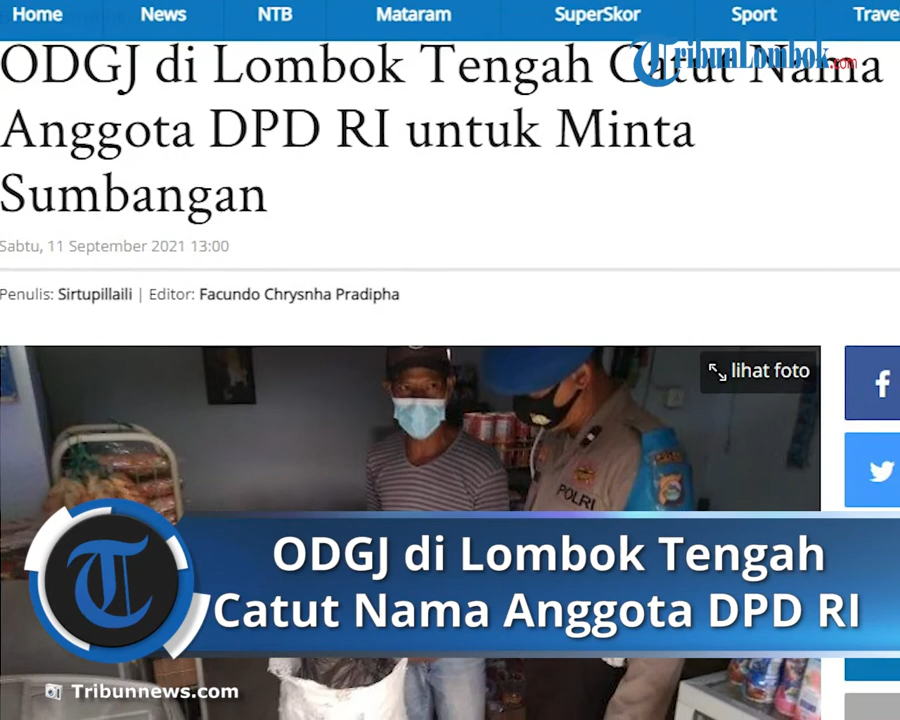 Home News NTB Mataram SuperSkor Sport Trave
ODGJ di Lombok Tengah Catut Nama
TribunLombok.com
Anggota DPD RI untuk Minta
Sumbangan
Sabtu, 11 September 2021 13:00
Penulis: Sirtupillaili | Editor: Facundo Chrysnha Pradipha
lihat foto
POLRI
ODGJ di Lombok Tengah
Catut Nama Anggota DPD RI
Tribunnews.com